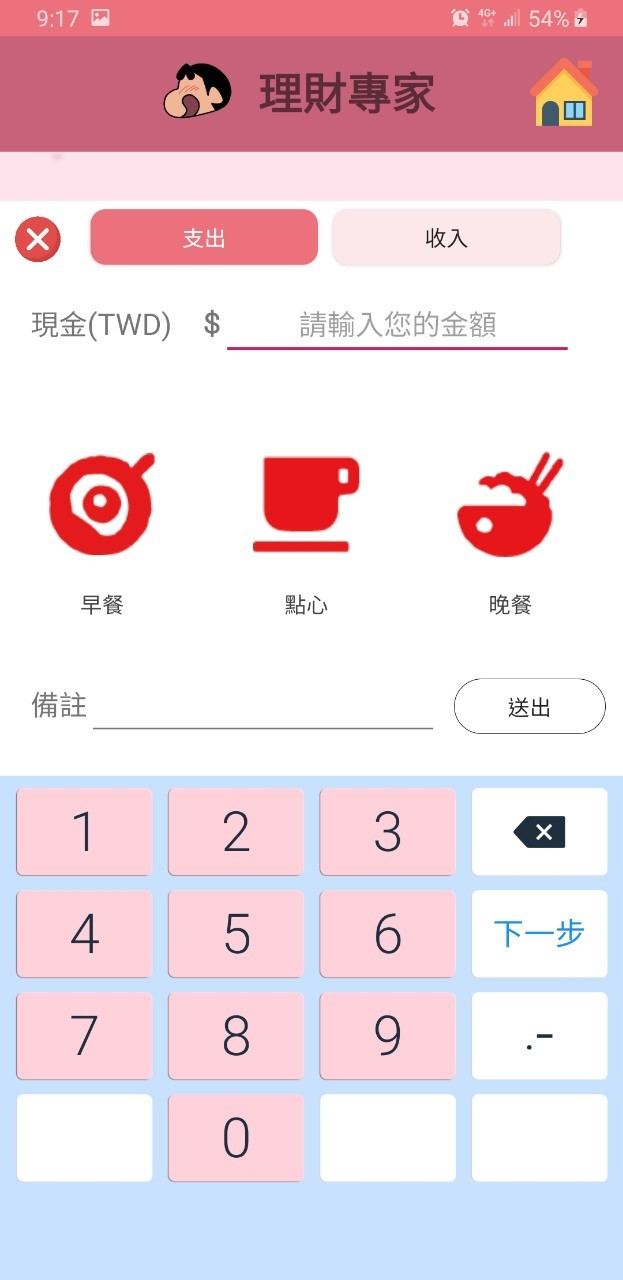 9:17 4G+ 54%
理財專家
支出 收入
現金(TWD) $ 請輸入您的金額
早餐 點心 晚餐
備註 送出
1 2 3
4 5 6 下一步
7 8 9 .-
0